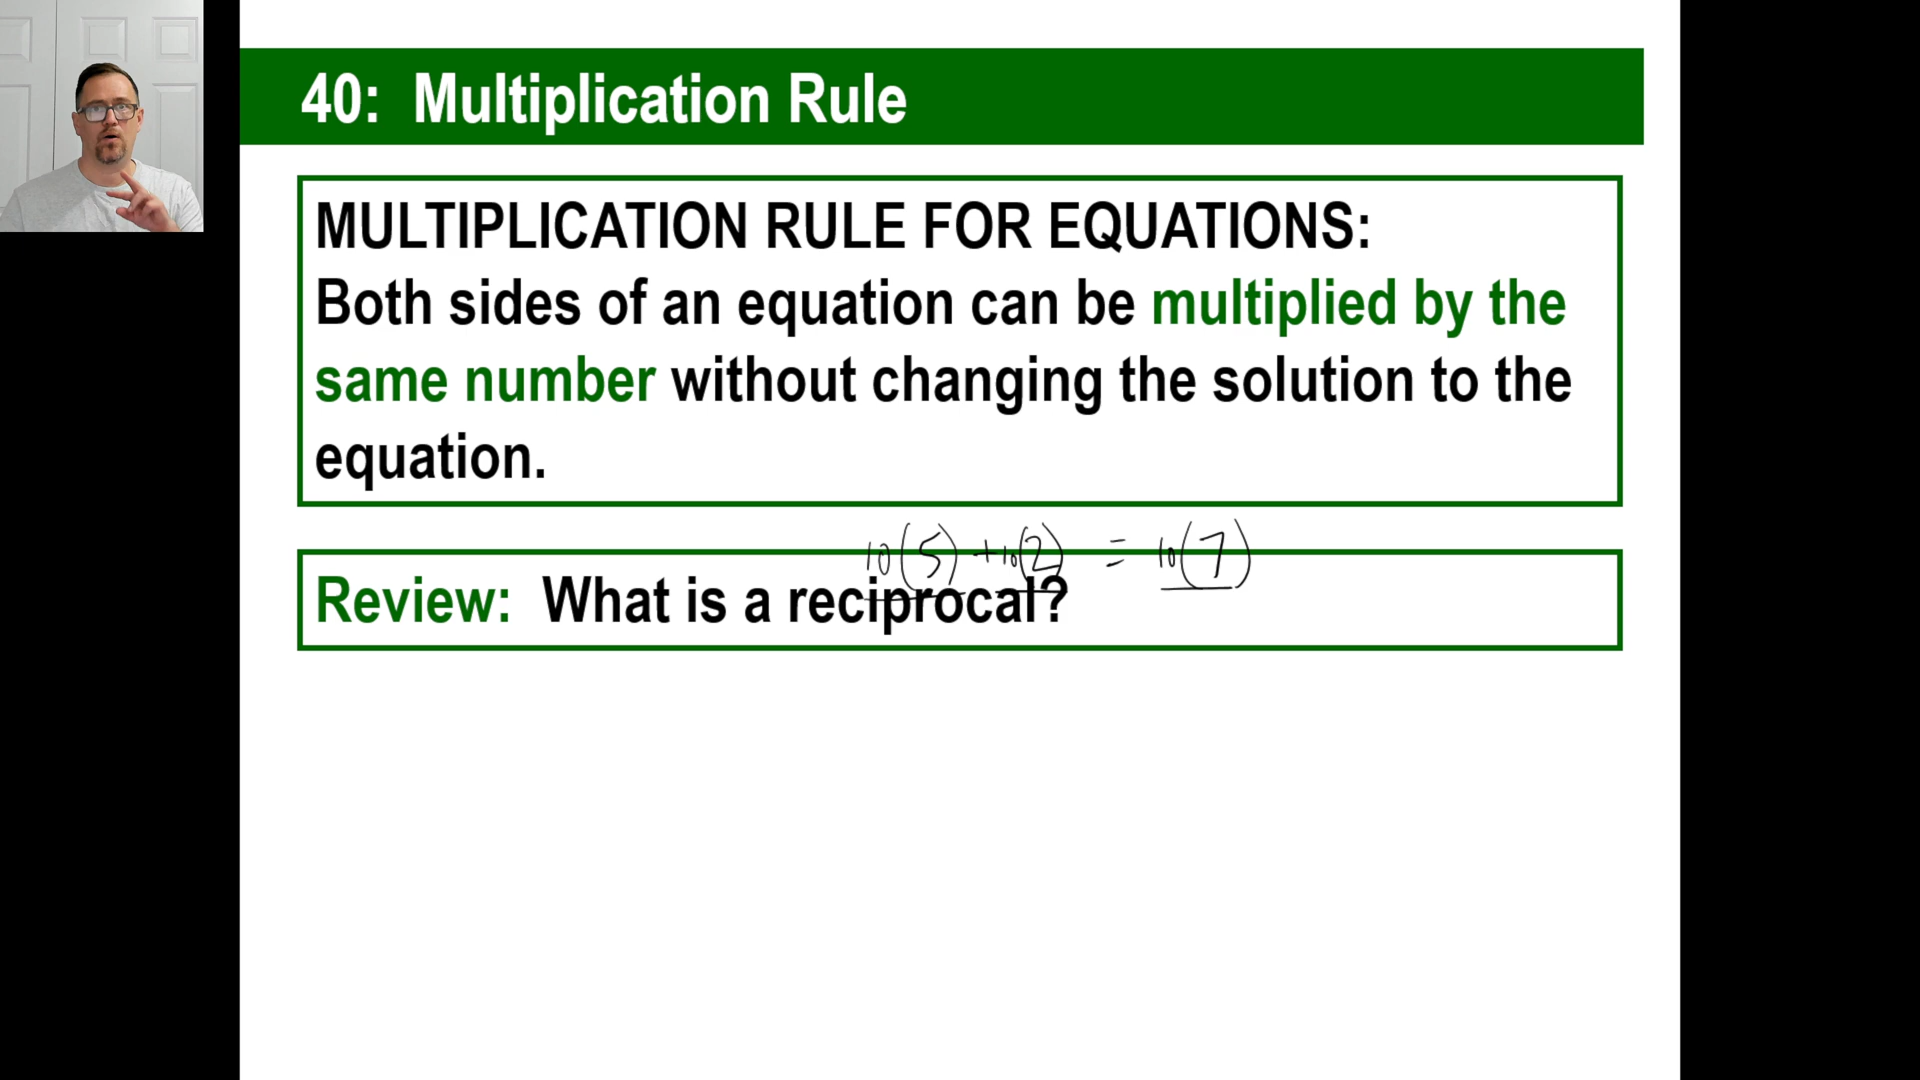 40: Multiplication Rule
MULTIPLICATION RULE FOR EQUATIONS:
Both sides of an equation can be multiplied by the
same number without changing the solution to the
equation.
10(5) + 10(2) = 10(7)
Review: What is a reciprocal?